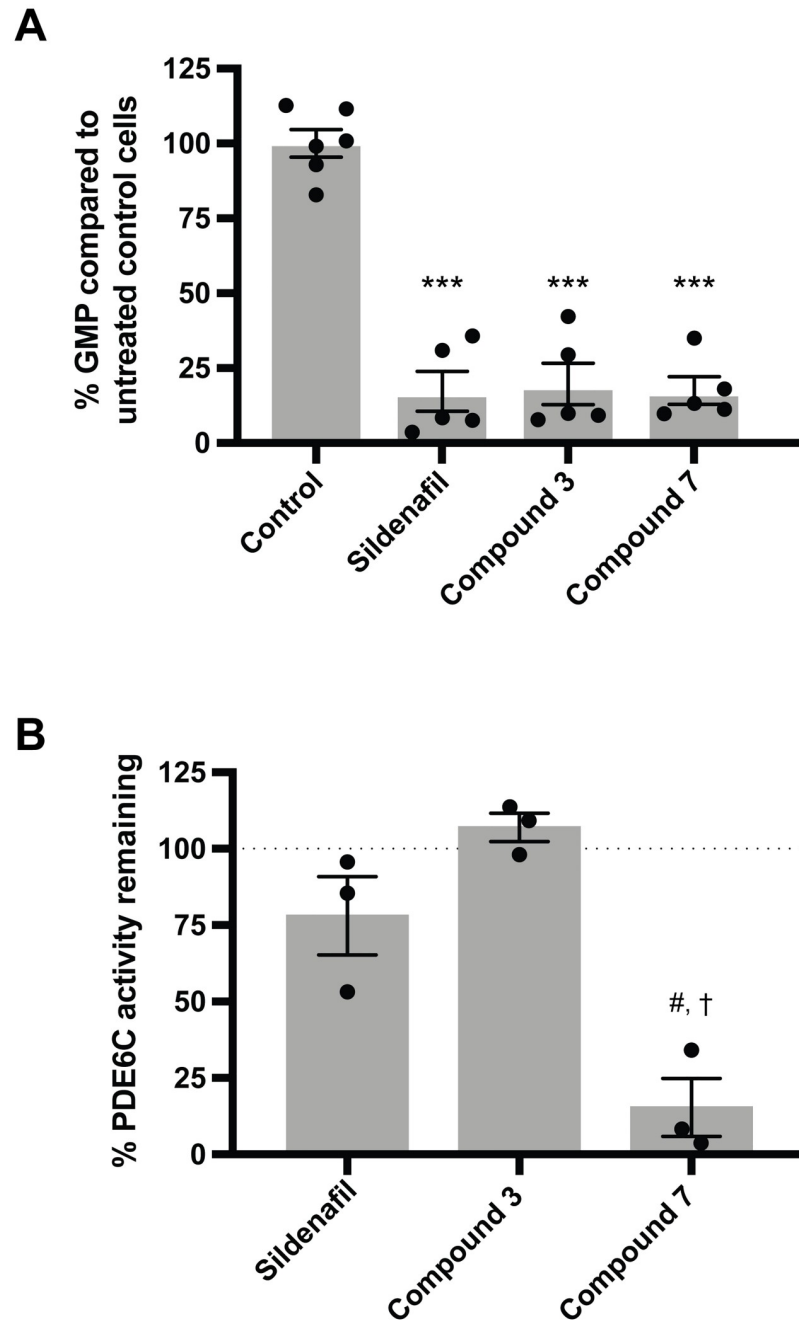 A
% GMP compared to
untreated control cells
125
100
75
50
25
0
*** *** ***
Control
Sildenafil
Compound 3
Compound 7
B
% PDE6C activity remaining
125
100
75
50
25
0
#, †
Sildenafil
Compound 3
Compound 7